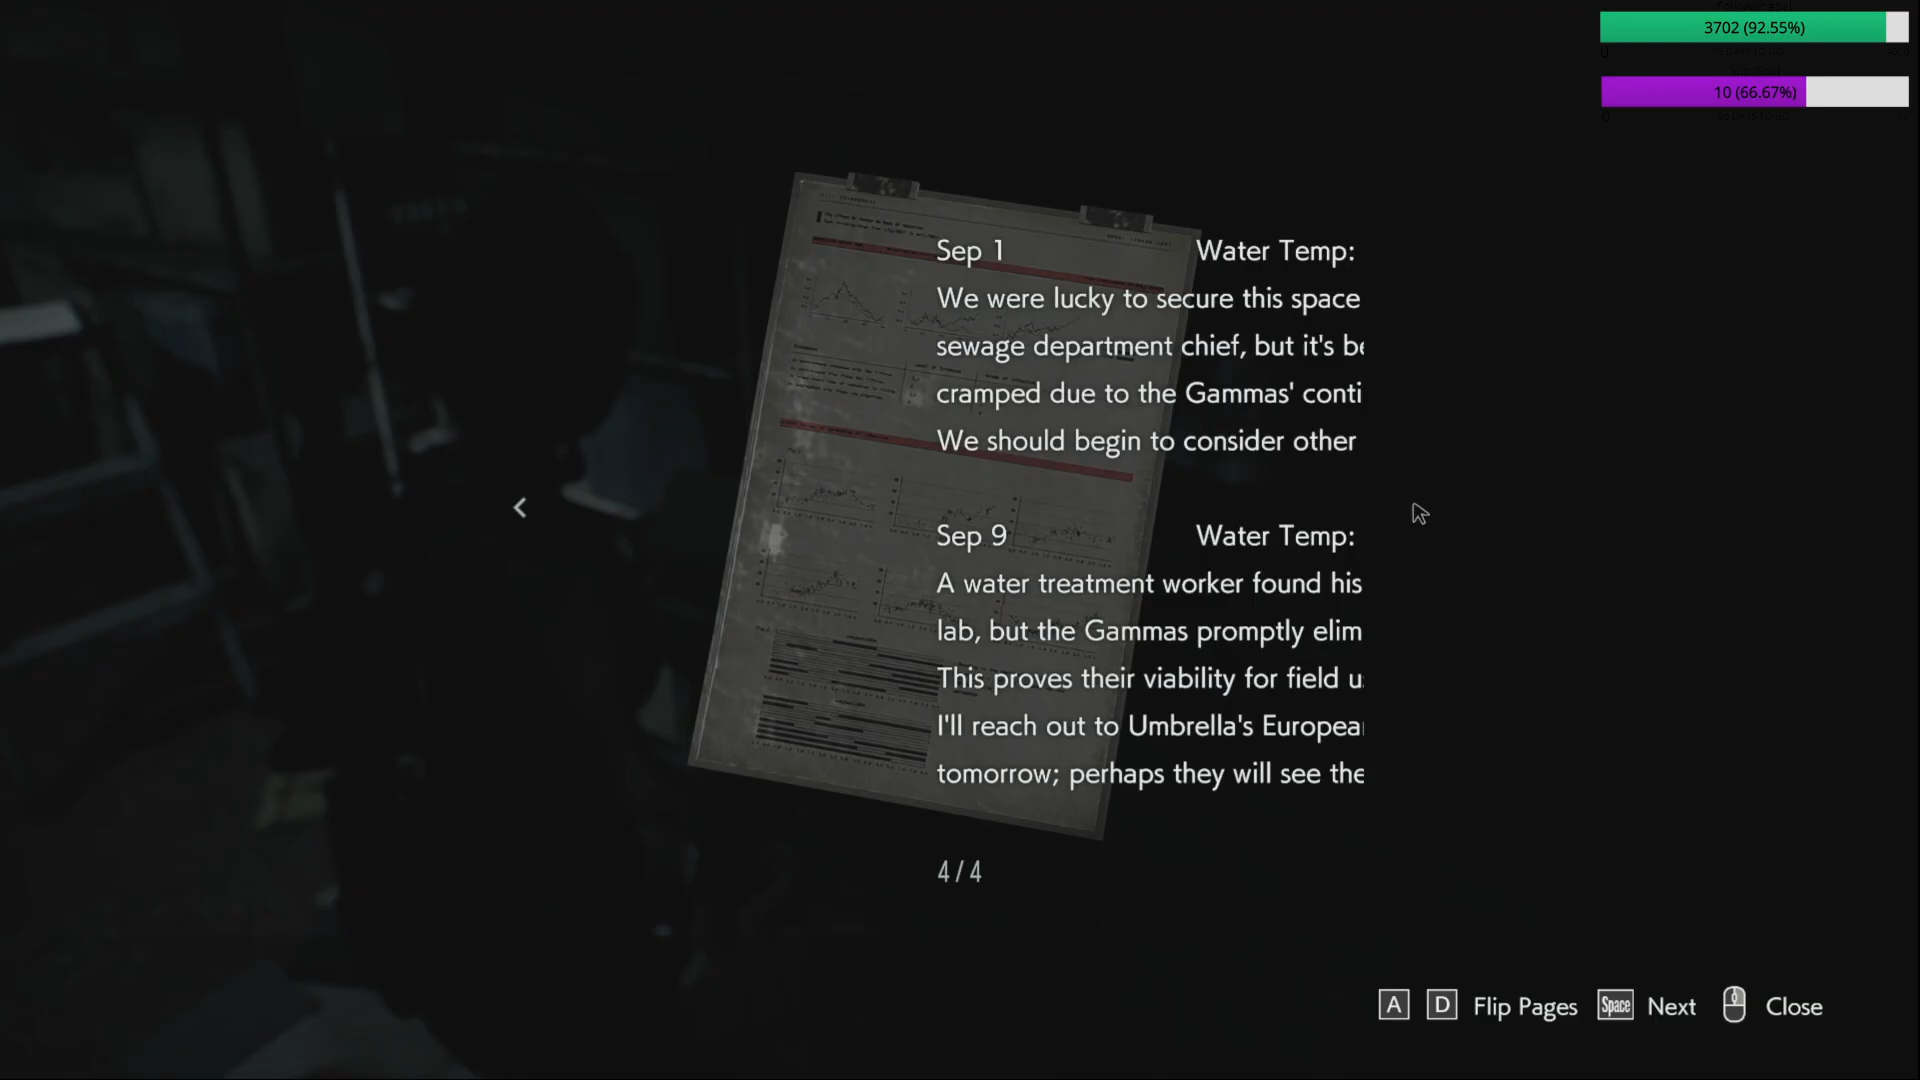 3702 (92.55%)
0
10 (66.67%)
0
Sep 1 Water Temp:
We were lucky to secure this space
sewage department chief, but it's be
cramped due to the Gammas' conti
We should begin to consider other
Sep 9 Water Temp:
A water treatment worker found his
lab, but the Gammas promptly elim
This proves their viability for field u
I'll reach out to Umbrella's European
tomorrow; perhaps they will see the
4 / 4
A D Flip Pages Space Next Close